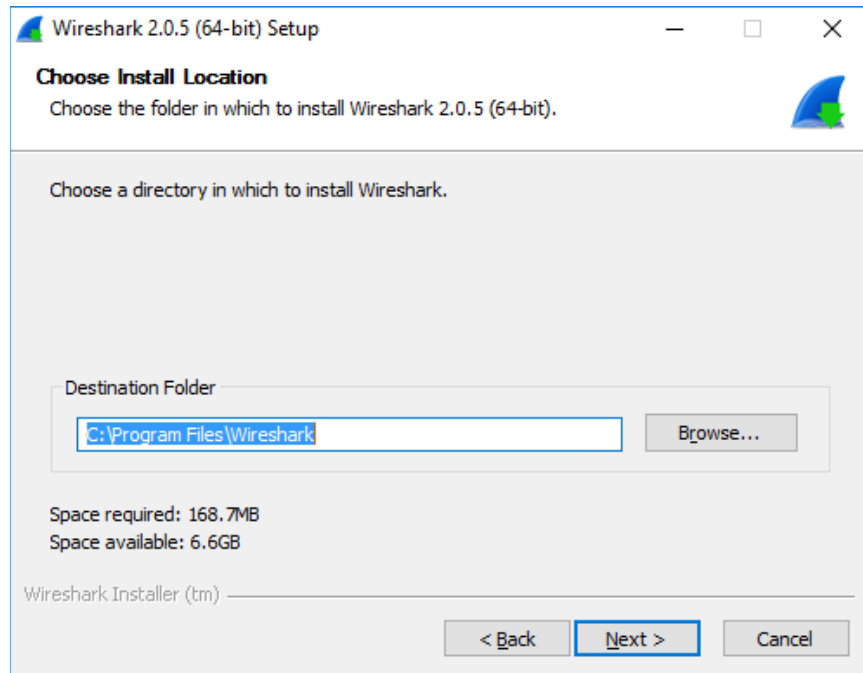 Wireshark 2.0.5 (64-bit) Setup
Choose Install Location
Choose the folder in which to install Wireshark 2.0.5 (64-bit).
Choose a directory in which to install Wireshark.
Destination Folder
C:\Program Files\Wireshark
Browse...
Space required: 168.7MB
Space available: 6.6GB
Wireshark Installer (tm)
< Back Next > Cancel